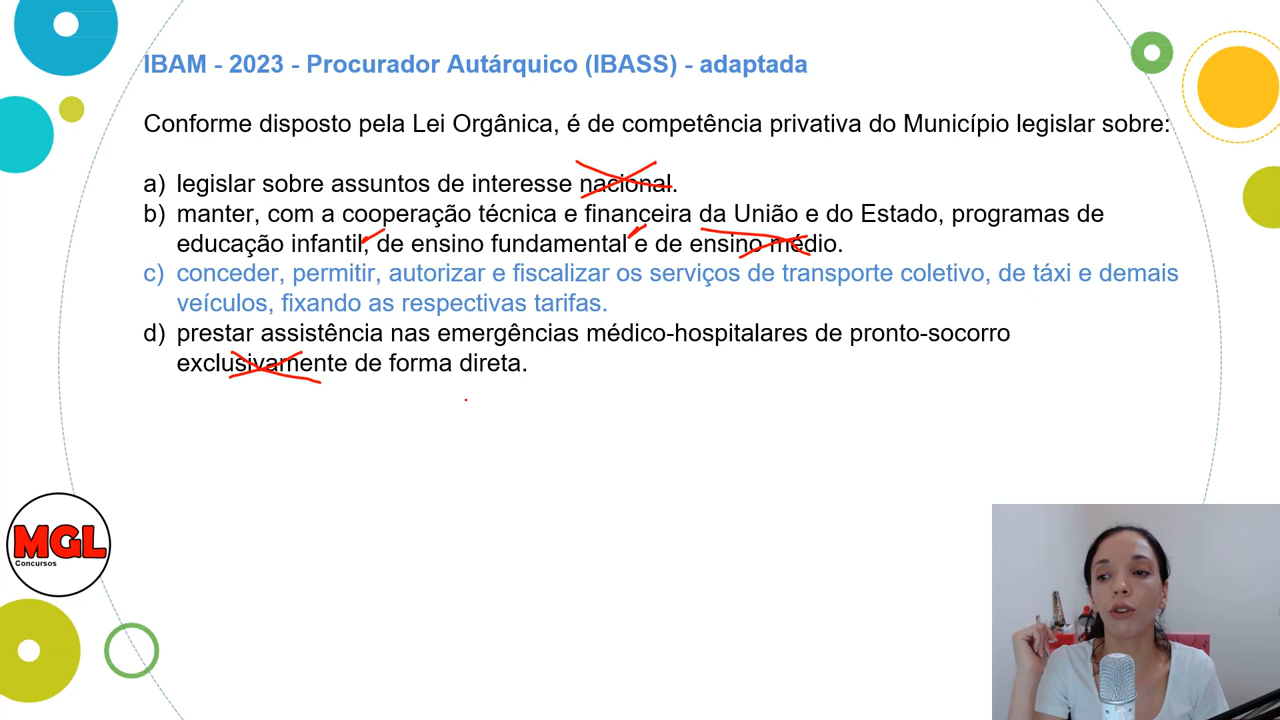 IBAM - 2023 - Procurador Autárquico (IBASS) - adaptada
Conforme disposto pela Lei Orgânica, é de competência privativa do Município legislar sobre:
a) legislar sobre assuntos de interesse nacional.
b) manter, com a cooperação técnica e financeira da União e do Estado, programas de
educação infantil, de ensino fundamental e de ensino médio.
c) conceder, permitir, autorizar e fiscalizar os serviços de transporte coletivo, de táxi e demais
veículos, fixando as respectivas tarifas.
d) prestar assistência nas emergências médico-hospitalares de pronto-socorro
exclusivamente de forma direta.
MGL
Concursos